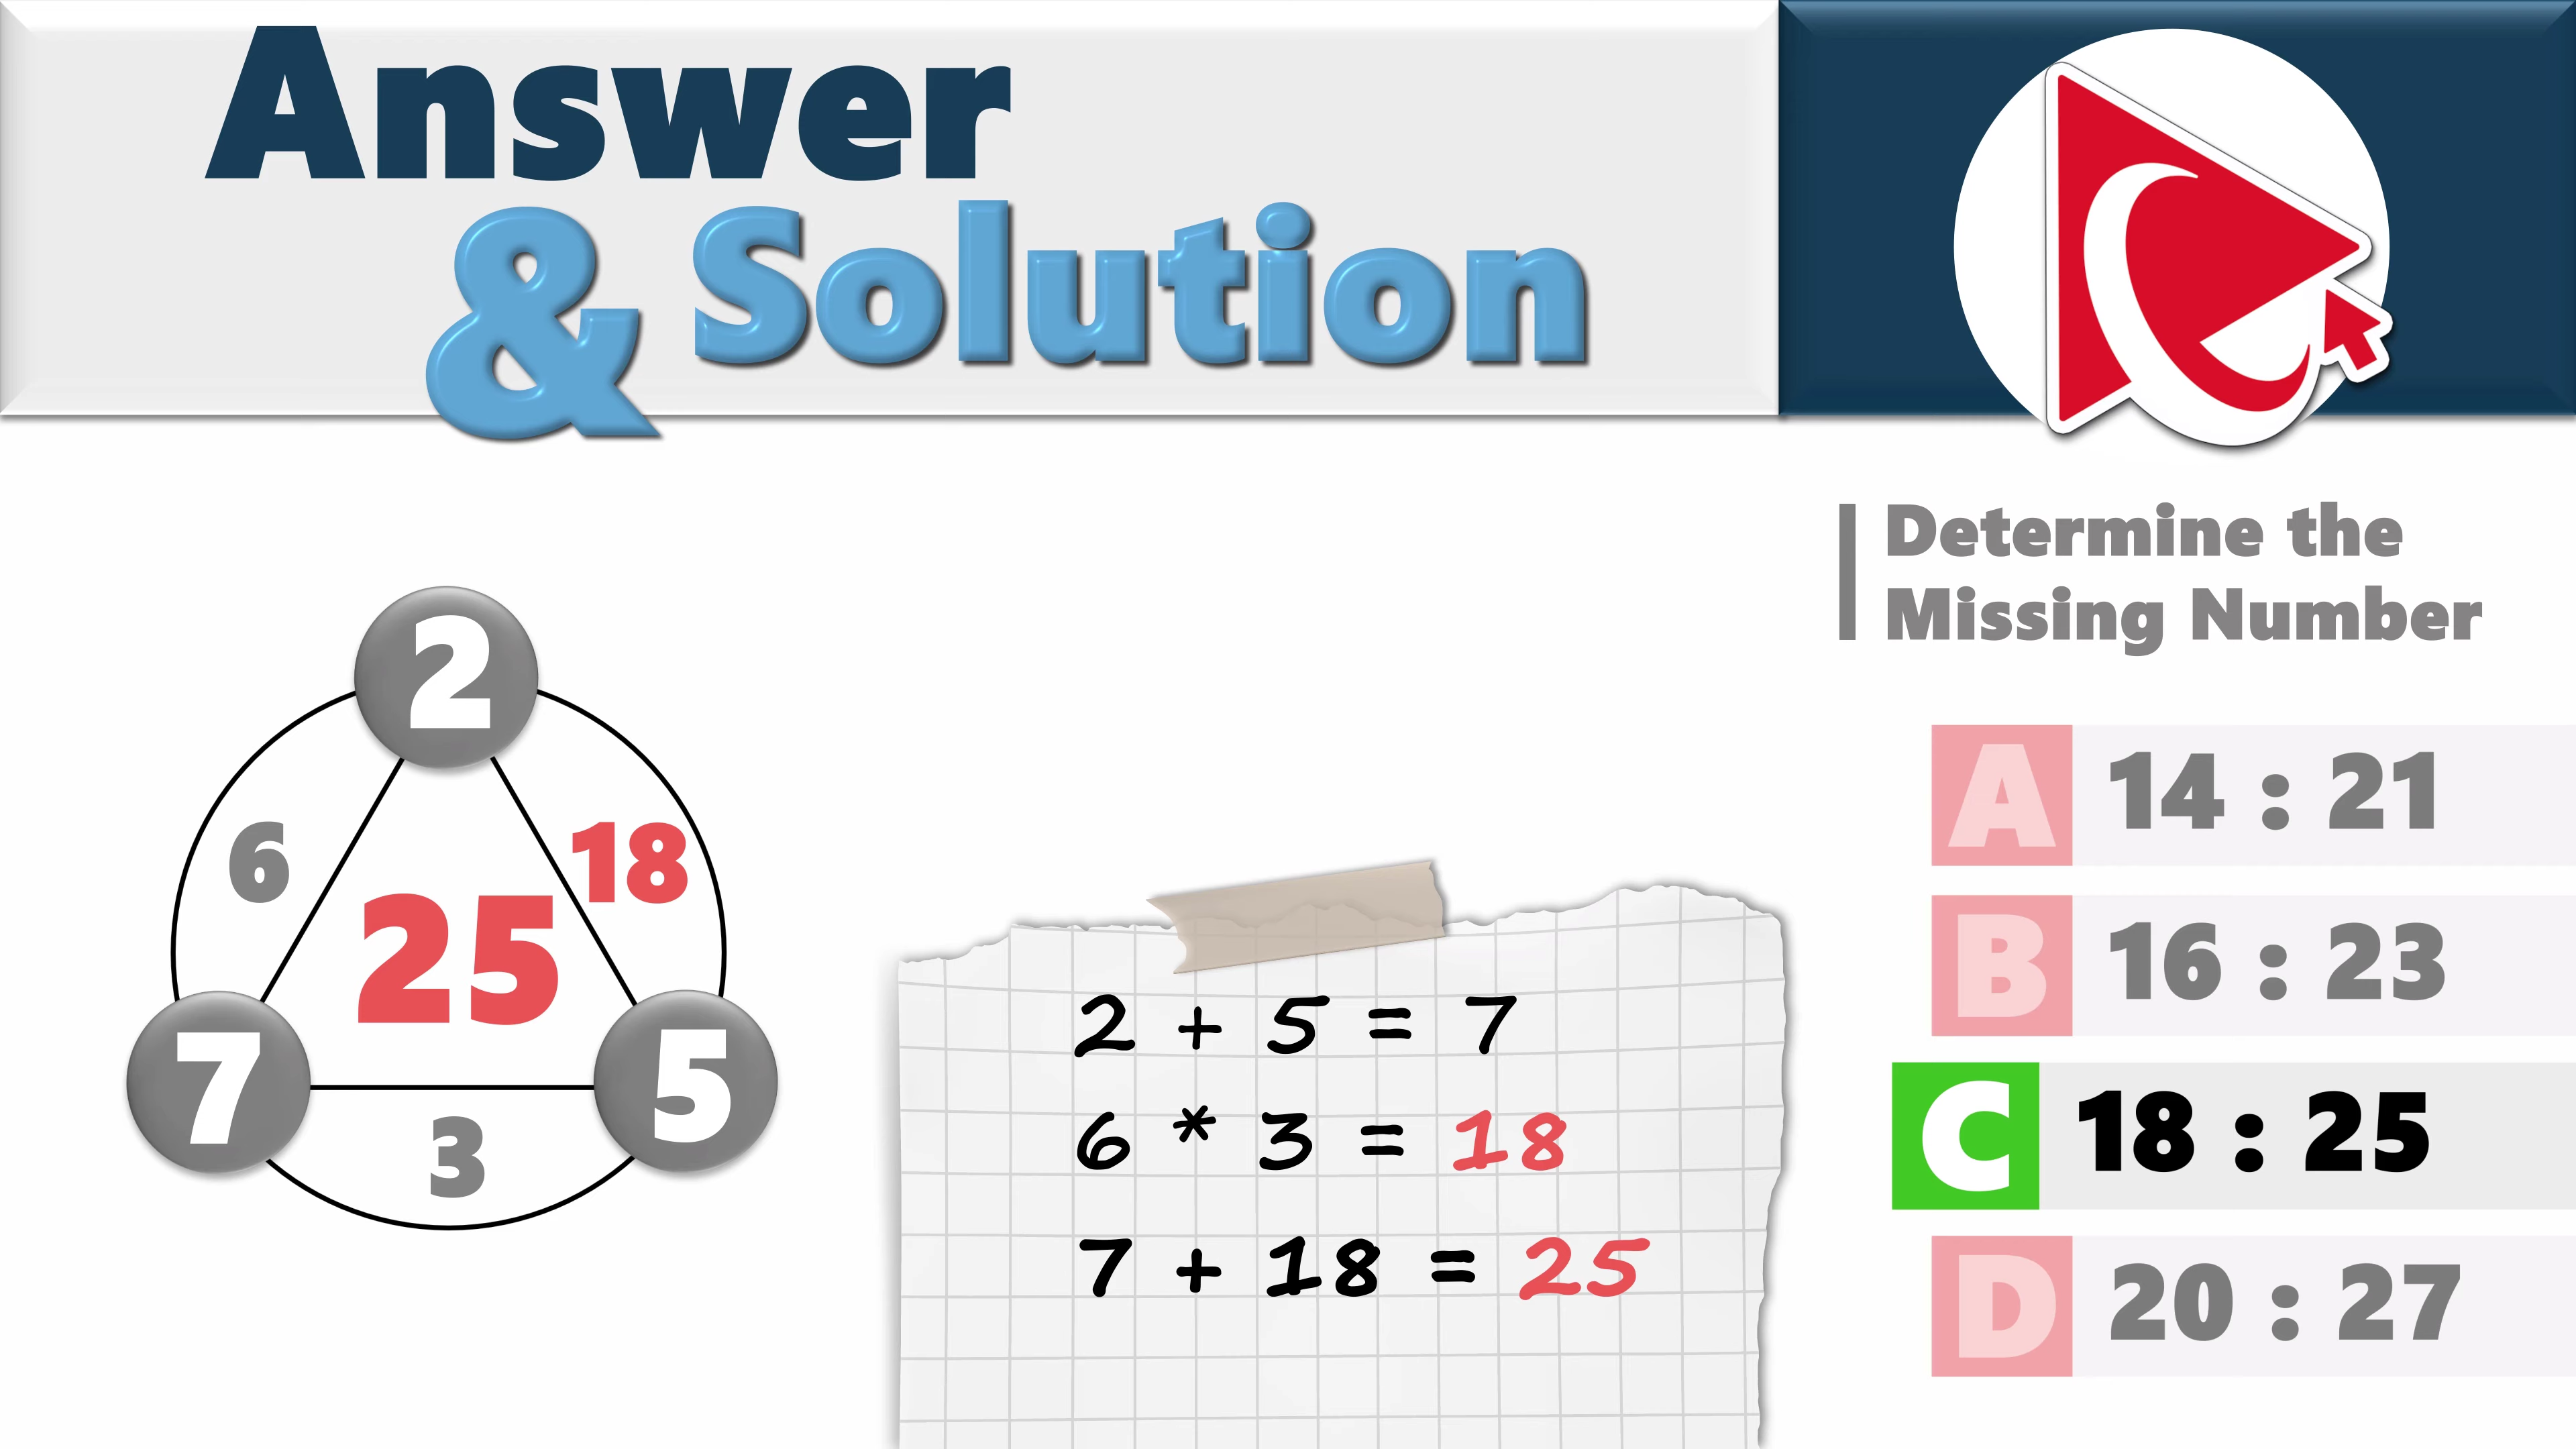 Answer
& Solution
Determine the
Missing Number
2
6
18
25
7
5
3
2 + 5 = 7
6 * 3 = 18
7 + 18 = 25
A 14 : 21
B 16 : 23
C 18 : 25
D 20 : 27